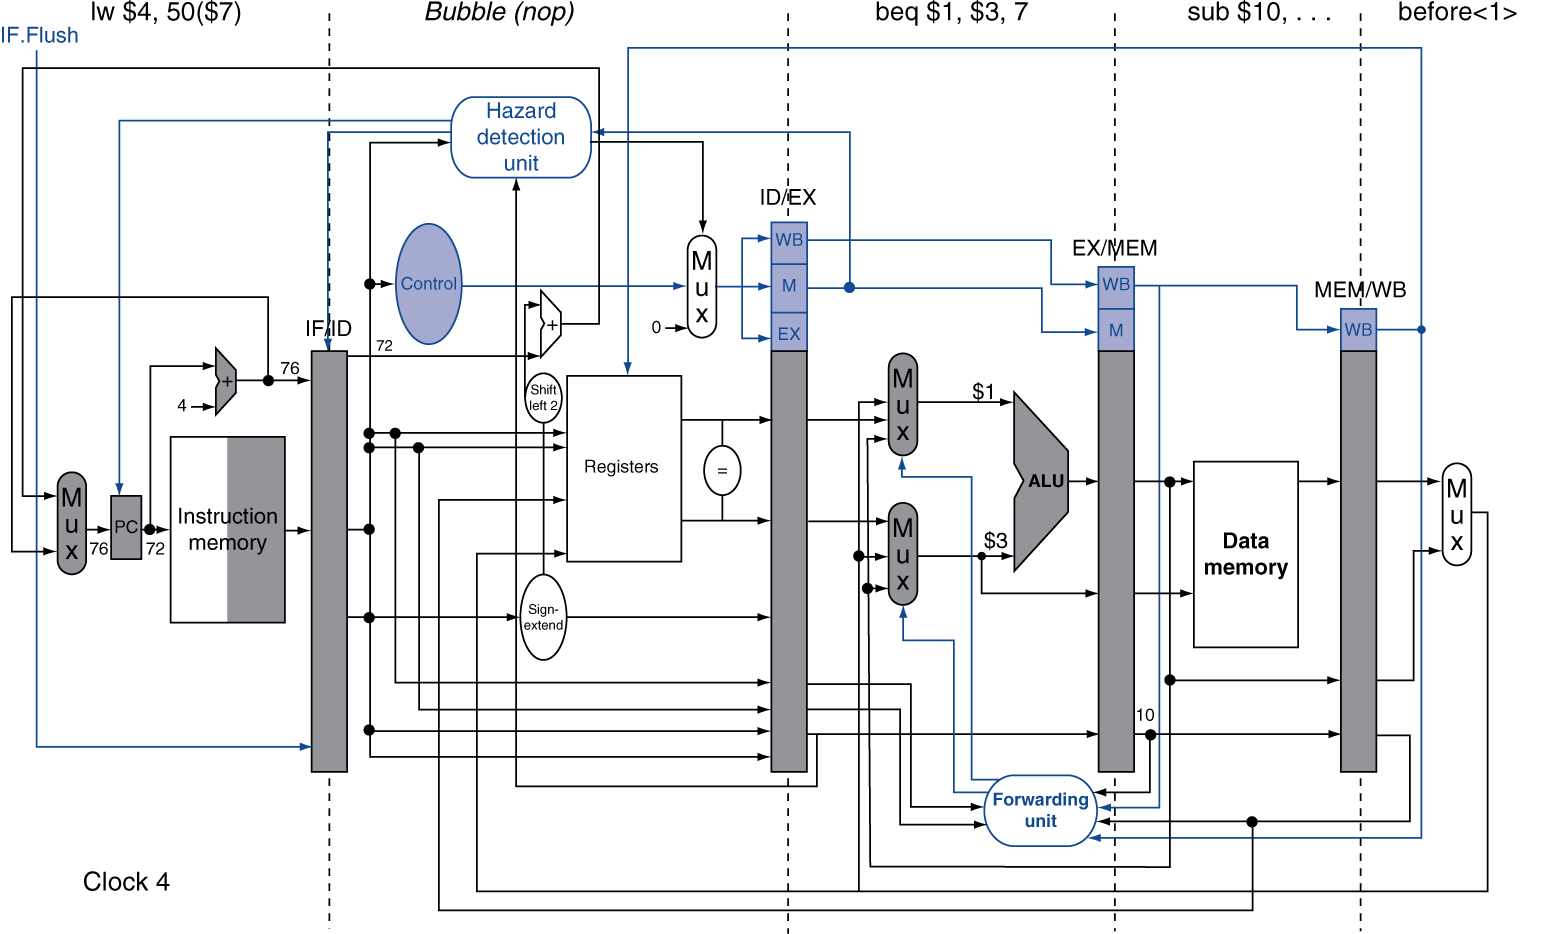 lw $4, 50($7)
Bubble (nop)
beq $1, $3, 7
sub $10, . . .
before<1>
IF.Flush
Hazard
detection
unit
ID/EX
WB
M
EX
Control
M
u
x
0
EX/MEM
WB
M
MEM/WB
WB
IF/ID
72
+
76
+
4
Shift
left 2
Registers
=
M
u
x
$1
ALU
M
u
x
$3
M
u
x
76
PC
72
Instruction
memory
Data
memory
M
u
x
Sign-
extend
10
Forwarding
unit
Clock 4